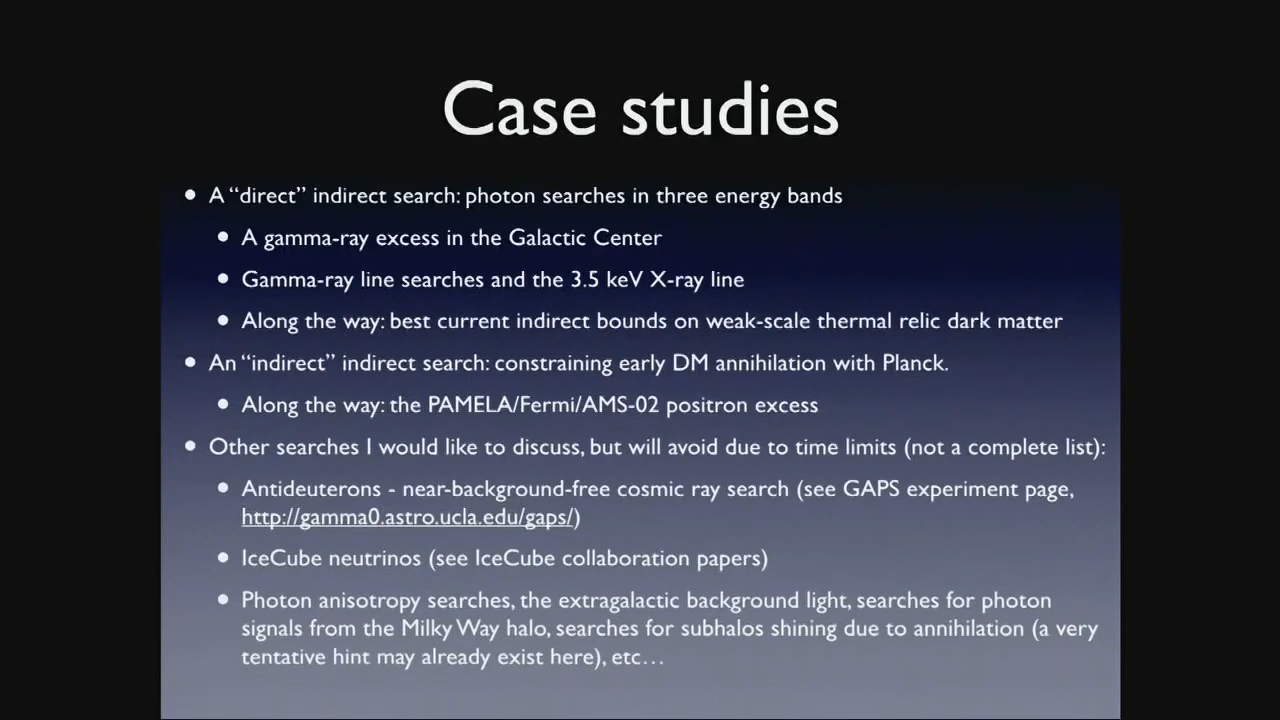 Case studies
• A “direct” indirect search: photon searches in three energy bands
• A gamma-ray excess in the Galactic Center
• Gamma-ray line searches and the 3.5 keV X-ray line
• Along the way: best current indirect bounds on weak-scale thermal relic dark matter
• An “indirect” indirect search: constraining early DM annihilation with Planck.
• Along the way: the PAMELA/Fermi/AMS-02 positron excess
• Other searches I would like to discuss, but will avoid due to time limits (not a complete list):
• Antideuterons - near-background-free cosmic ray search (see GAPS experiment page,
http://gamma0.astro.ucla.edu/gaps/)
• IceCube neutrinos (see IceCube collaboration papers)
• Photon anisotropy searches, the extragalactic background light, searches for photon
signals from the Milky Way halo, searches for subhalos shining due to annihilation (a very
tentative hint may already exist here), etc…